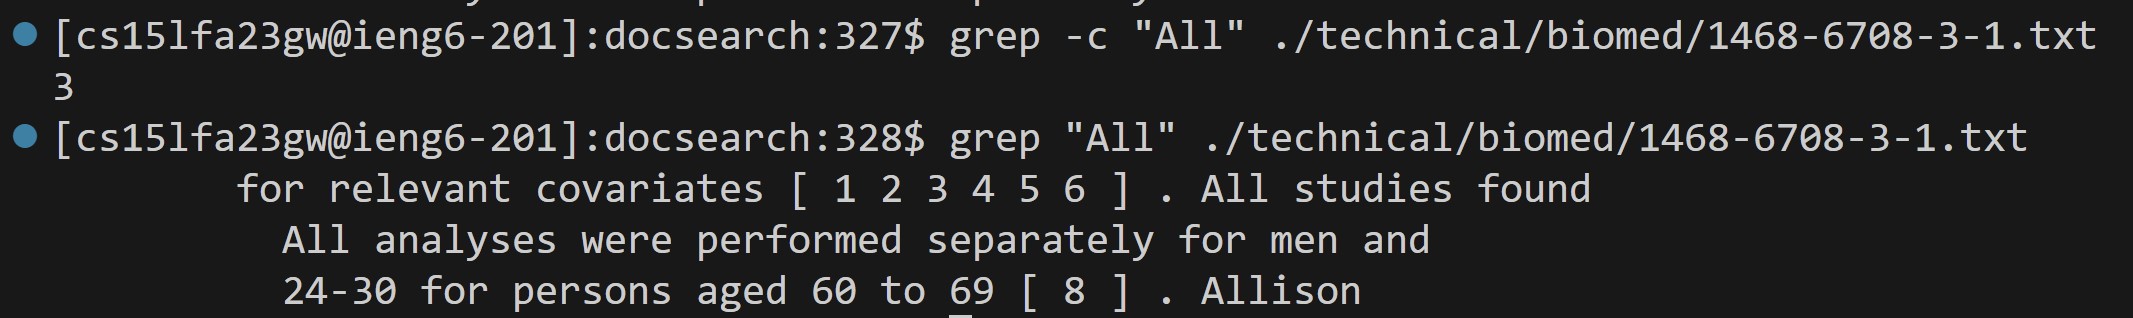 [cs15lfa23gw@ieng6-201]:docsearch:327$ grep -c "All" ./technical/biomed/1468-6708-3-1.txt
3
[cs15lfa23gw@ieng6-201]:docsearch:328$ grep "All" ./technical/biomed/1468-6708-3-1.txt
for relevant covariates [ 1 2 3 4 5 6 ] . All studies found
All analyses were performed separately for men and
24-30 for persons aged 60 to 69 [ 8 ] . Allison